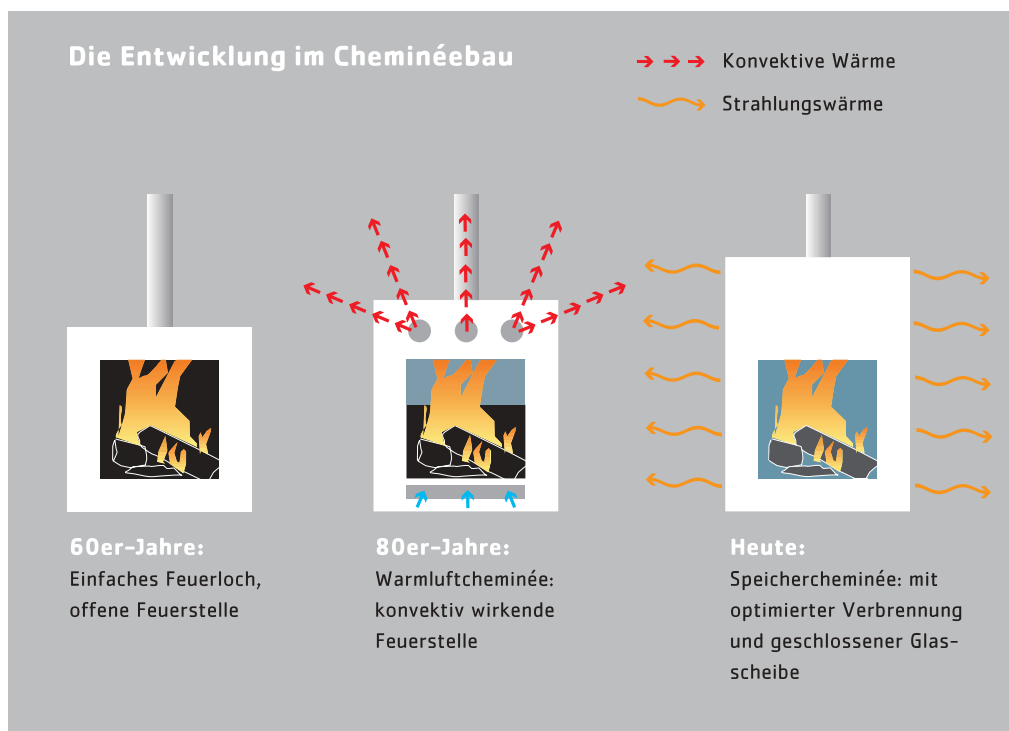 Die Entwicklung im Cheminéebau
Konvektive Wärme
Strahlungswärme
60er-Jahre:
Einfaches Feuerloch,
offene Feuerstelle
80er-Jahre:
Warmluftcheminée:
konvektiv wirkende
Feuerstelle
Heute:
Speichercheminée: mit
optimierter Verbrennung
und geschlossener Glas-
scheibe